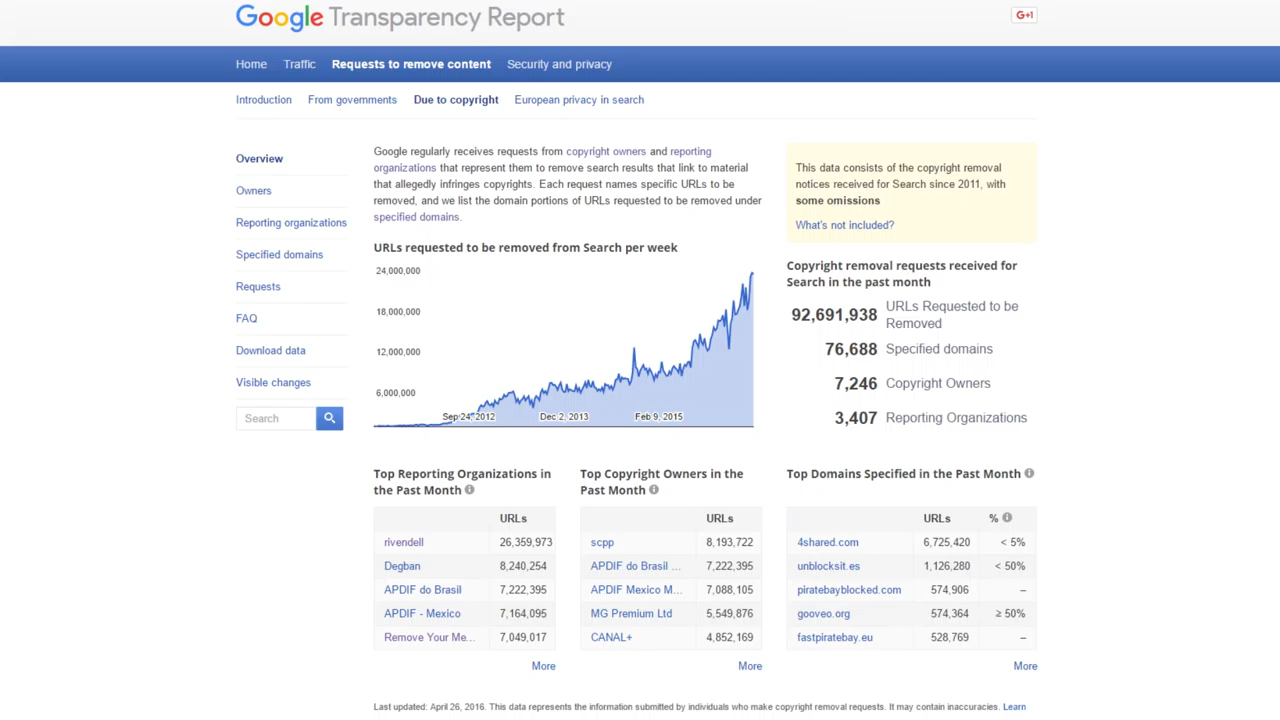 Google Transparency Report
G+1
Home Traffic Requests to remove content Security and privacy
Introduction From governments Due to copyright European privacy in search
Overview
Owners
Reporting organizations
Specified domains
Requests
FAQ
Download data
Visible changes
Search
Google regularly receives requests from copyright owners and reporting
organizations that represent them to remove search results that link to material
that allegedly infringes copyrights. Each request names specific URLs to be
removed, and we list the domain portions of URLs requested to be removed under
specified domains.
URLs requested to be removed from Search per week
24,000,000
18,000,000
12,000,000
6,000,000
Sep 24, 2012 Dec 2, 2013 Feb 9, 2015
This data consists of the copyright removal
notices received for Search since 2011, with
some omissions
What's not included?
Copyright removal requests received for
Search in the past month
92,691,938 URLs Requested to be
Removed
76,688 Specified domains
7,246 Copyright Owners
3,407 Reporting Organizations
Top Reporting Organizations in
the Past Month
URLs
rivendell 26,359,973
Degban 8,240,254
APDIF do Brasil 7,222,395
APDIF - Mexico 7,164,095
Remove Your Me... 7,049,017
More
Top Copyright Owners in the
Past Month
URLs
scpp 8,193,722
APDIF do Brasil ... 7,222,395
APDIF Mexico M... 7,088,105
MG Premium Ltd 5,549,876
CANAL+ 4,852,169
More
Top Domains Specified in the Past Month
URLs %
4shared.com 6,725,420 < 5%
unblocksit.es 1,126,280 < 50%
piratebayblocked.com 574,906 –
gooveo.org 574,364 ≥ 50%
fastpiratebay.eu 528,769 –
More
Last updated: April 26, 2016. This data represents the information submitted by individuals who make copyright removal requests. It may contain inaccuracies. Learn